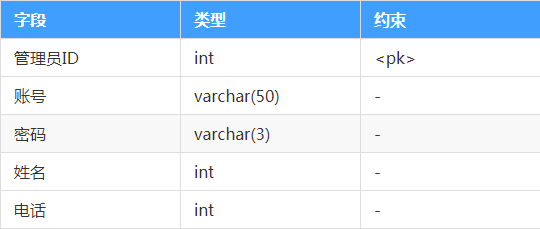 字段 类型 约束
管理员ID int <pk>
账号 varchar(50) -
密码 varchar(3) -
姓名 int -
电话 int -